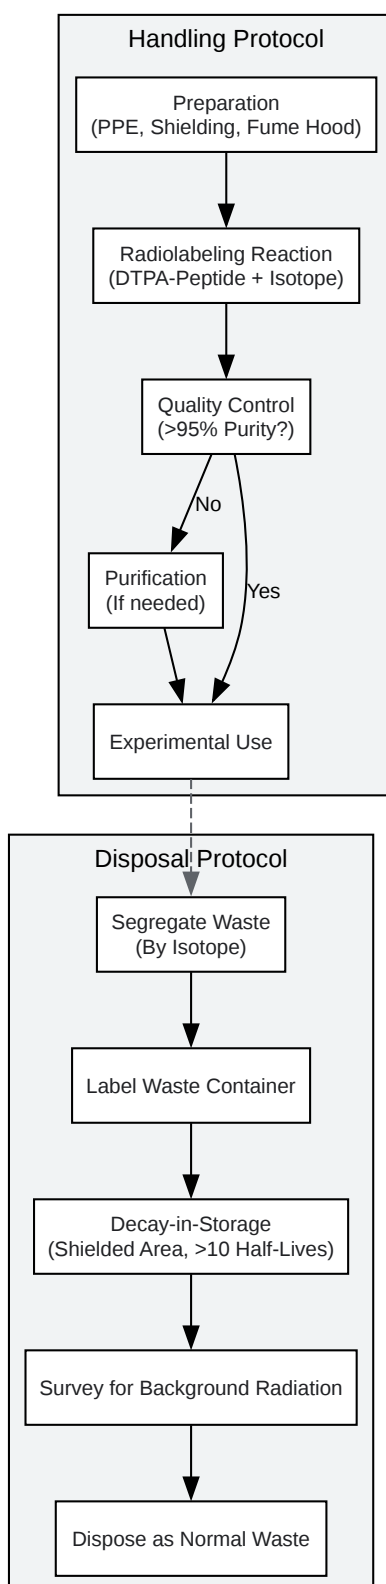 Handling Protocol
Preparation
(PPE, Shielding, Fume Hood)
Radiolabeling Reaction
(DTPA-Peptide + Isotope)
Quality Control
(>95% Purity?)
No
Purification
(If needed)
Yes
Experimental Use
Disposal Protocol
Segregate Waste
(By Isotope)
Label Waste Container
Decay-in-Storage
(Shielded Area, >10 Half-Lives)
Survey for Background Radiation
Dispose as Normal Waste